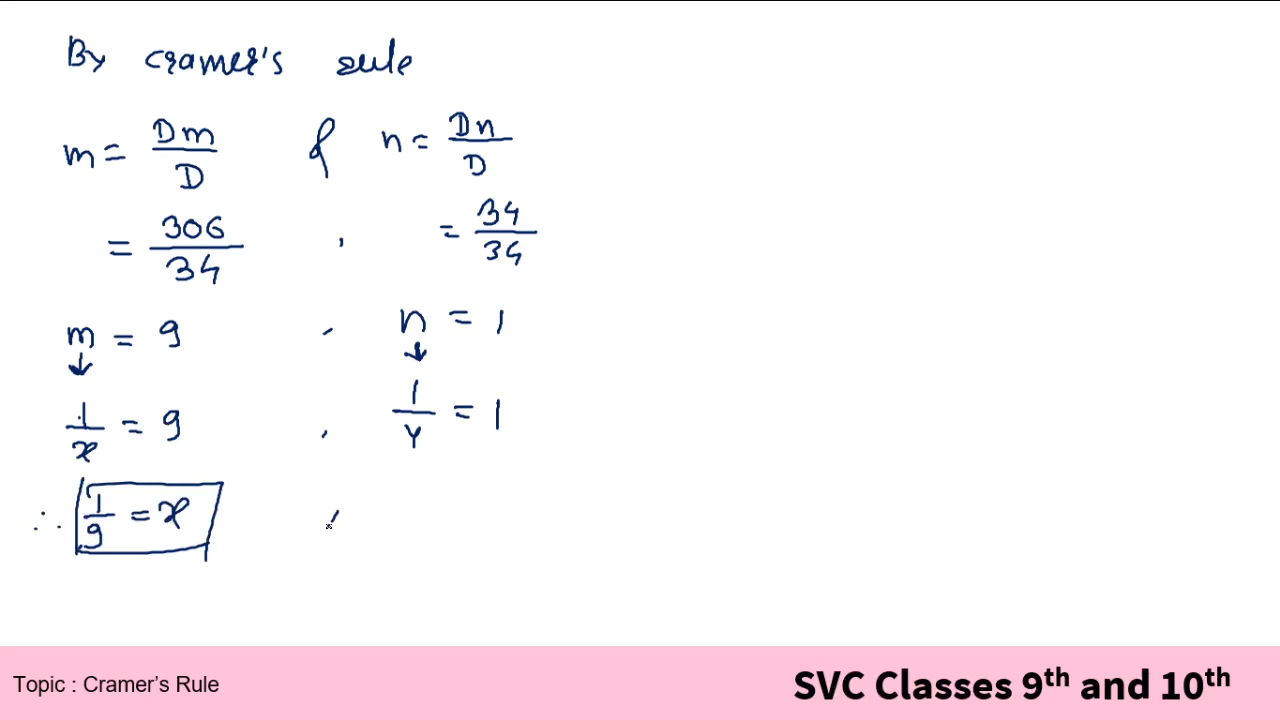 By cramer's rule
m = Dm/D & n = Dn/D
= 306/34 , = 34/34
m = 9 , n = 1
↓ ↓
1/x = 9 , 1/y = 1
∴ 1/9 = x ,
Topic : Cramer's Rule
SVC Classes 9th and 10th